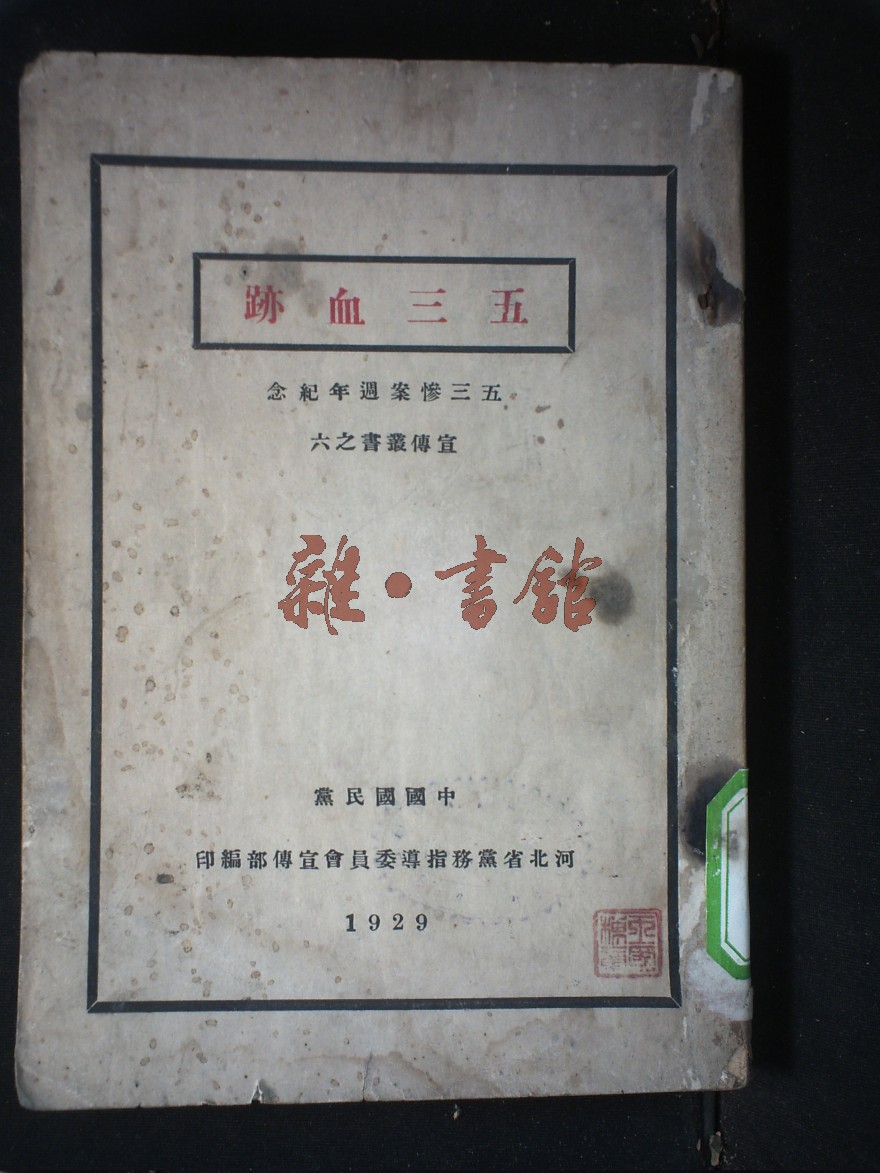 五三血跡
五三慘案週年紀念
宣傳叢書之六
雜·書館
中國國民黨
河北省黨務指導委員會宣傳部編印
1929